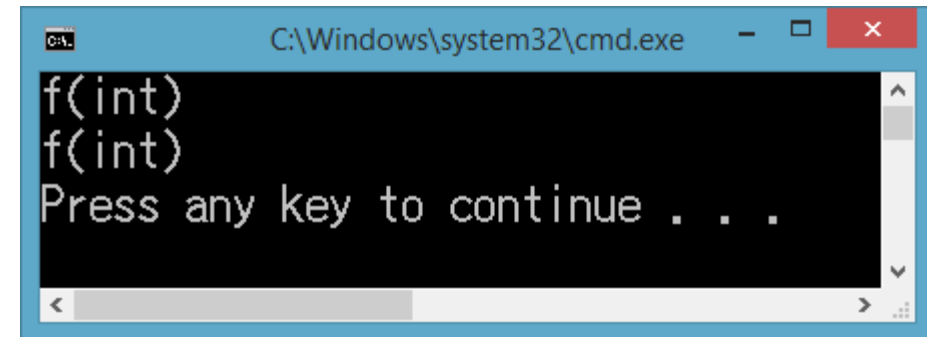 C:\Windows\system32\cmd.exe
f(int)
f(int)
Press any key to continue . . .